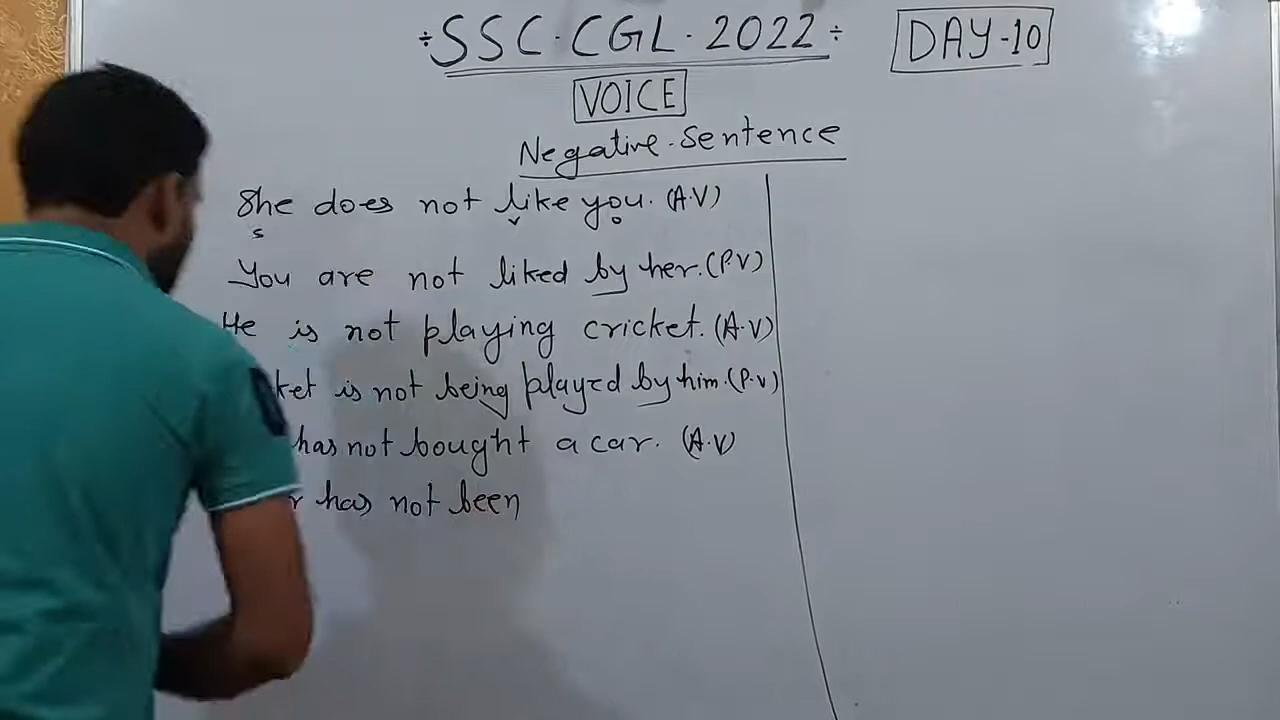 ÷ SSC.CGL.2022 ÷
DAY-10
VOICE
Negative.Sentence
She does not like you. (A.V)
s v o
You are not liked by her. (P.V)
He is not playing cricket. (A.V)
ket is not being played by him. (P.V)
has not bought a car. (A.V)
r has not been